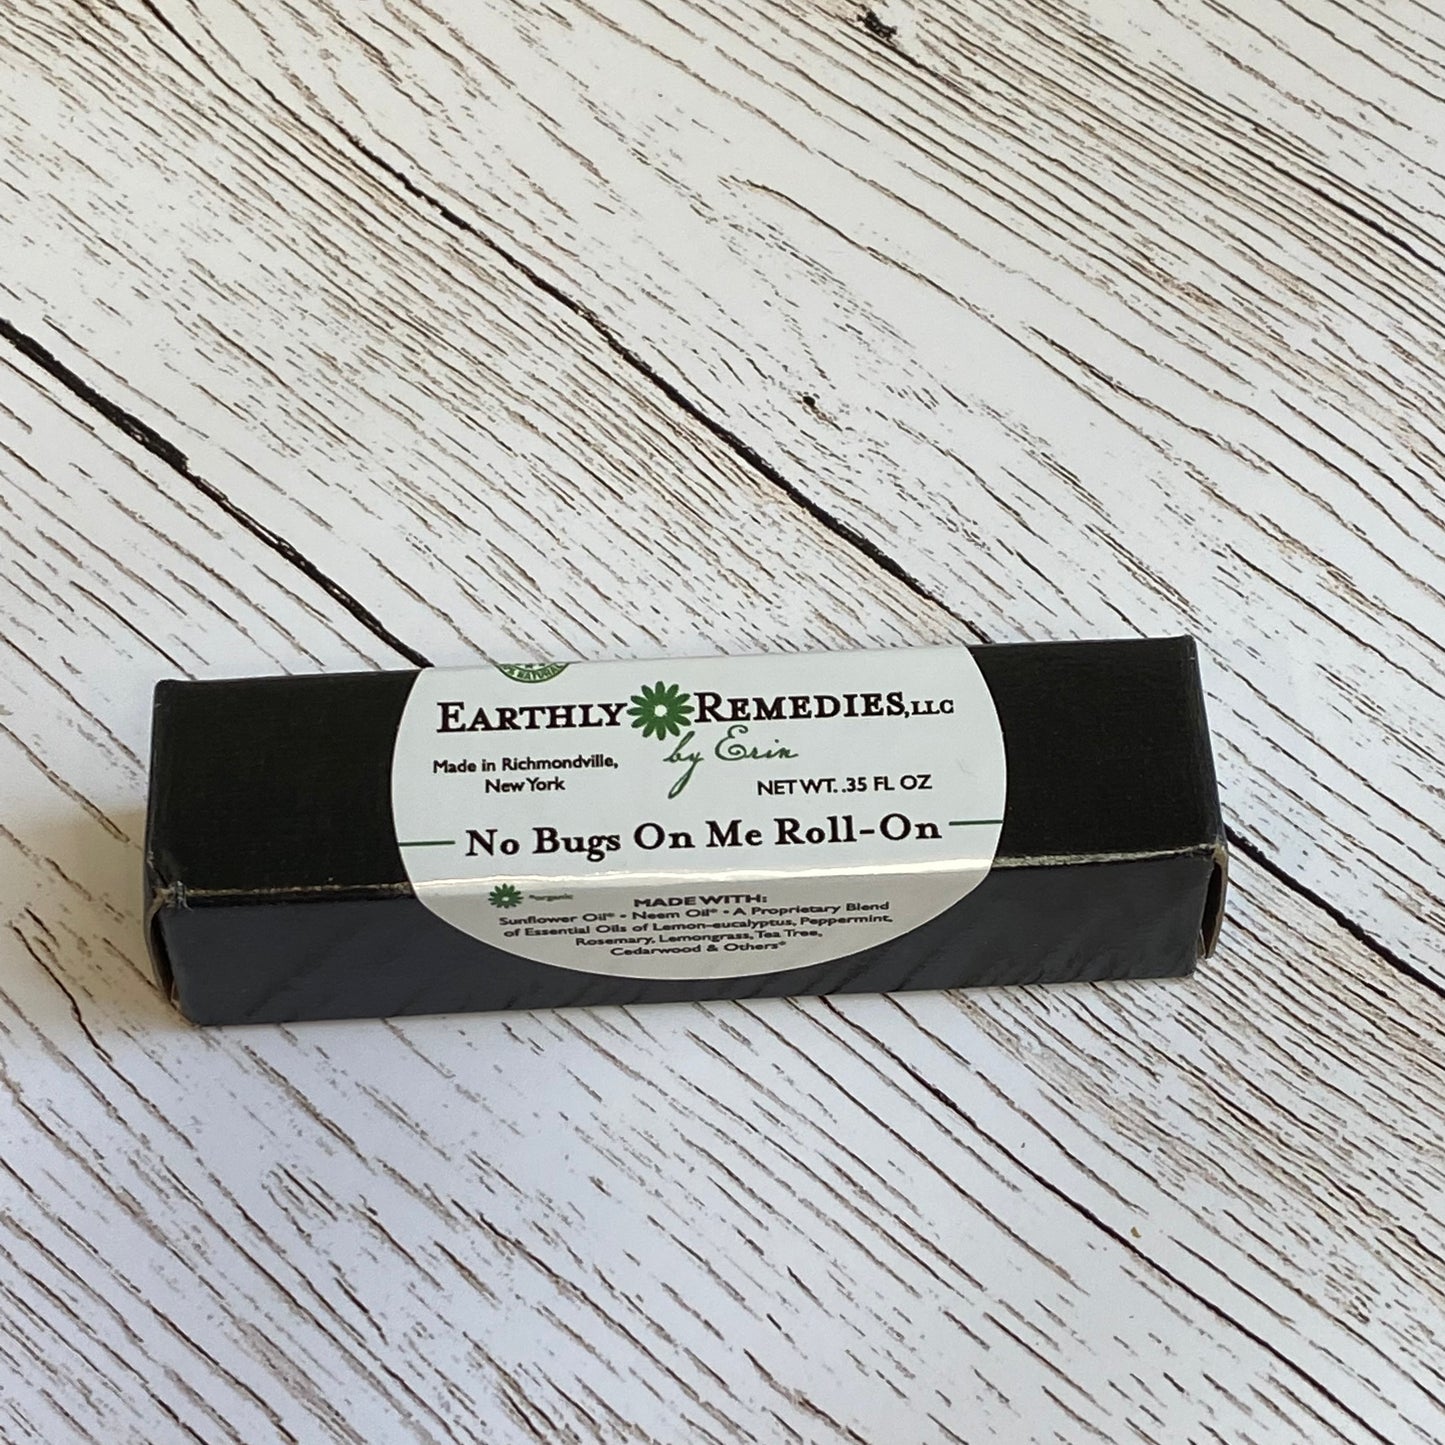 NATURAL
EARTHLY REMEDIES, LLC
by Erin
Made in Richmondville,
New York
NET WT. .35 FL OZ
No Bugs On Me Roll-On
*organic
MADE WITH:
Sunflower Oil* • Neem Oil* • A Proprietary Blend
of Essential Oils of Lemon-eucalyptus, Peppermint,
Rosemary, Lemongrass, Tea Tree,
Cedarwood & Others*